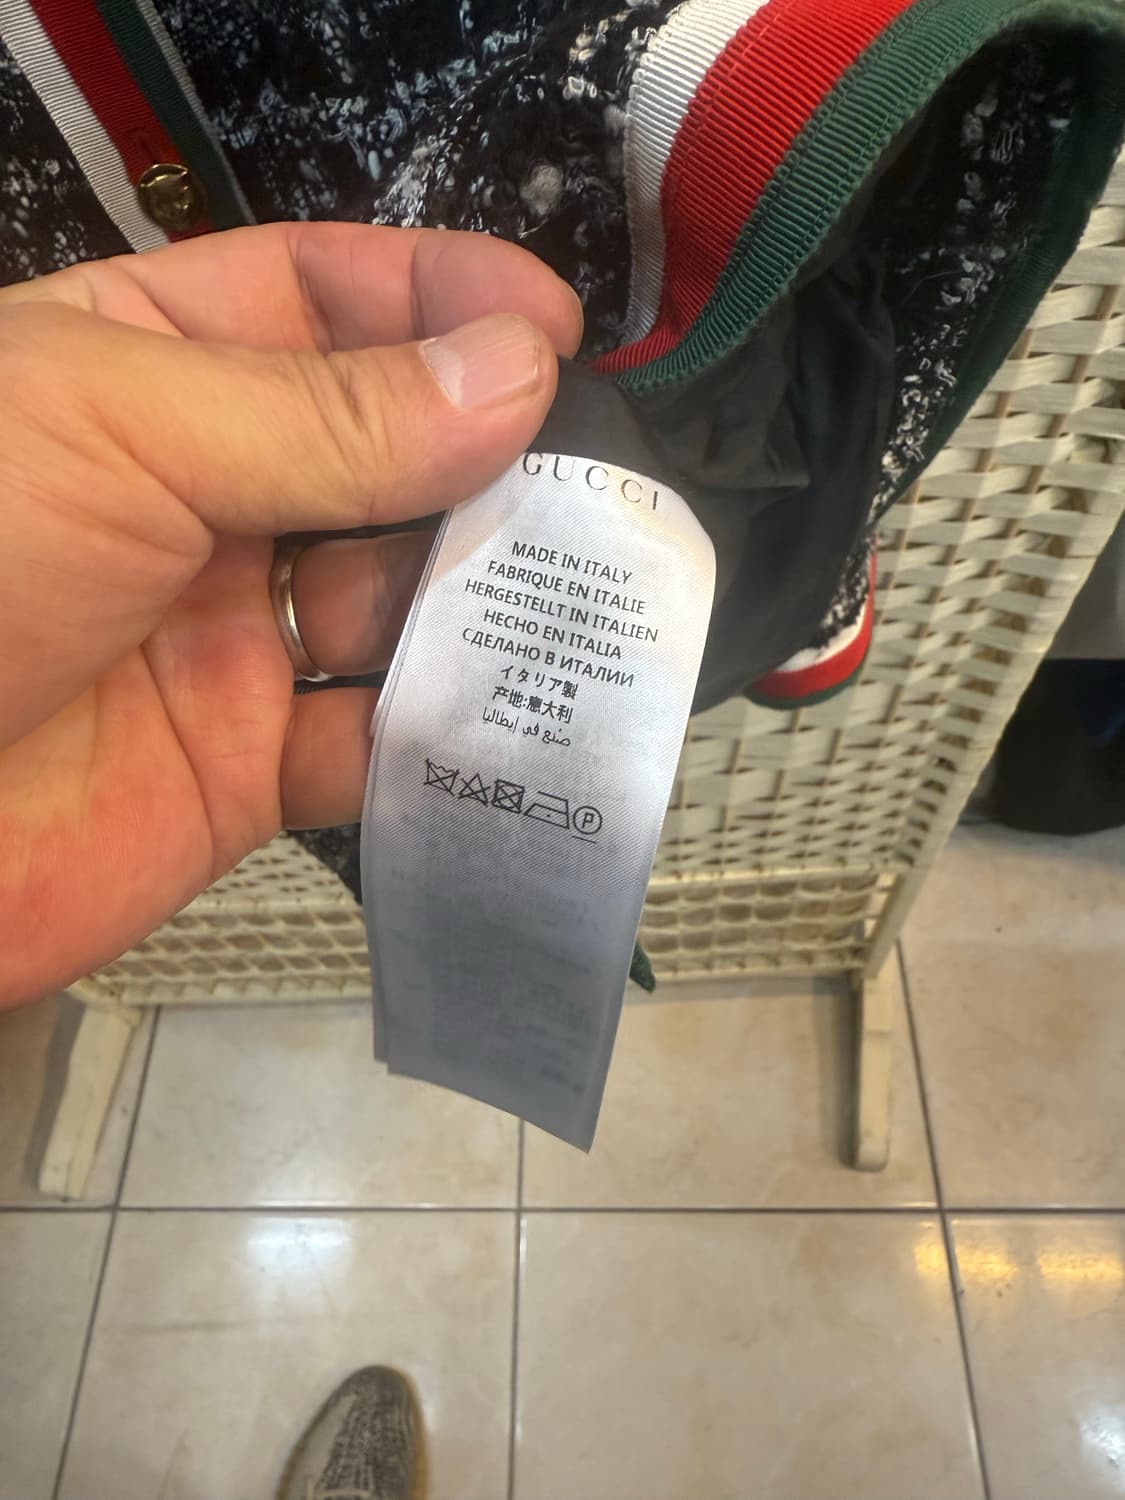 GUCCI
MADE IN ITALY
FABRIQUE EN ITALIE
HERGESTELLT IN ITALIEN
HECHO EN ITALIA
СДЕЛАНО В ИТАЛИИ
イタリア製
产地:意大利
صنع في إيطاليا
P